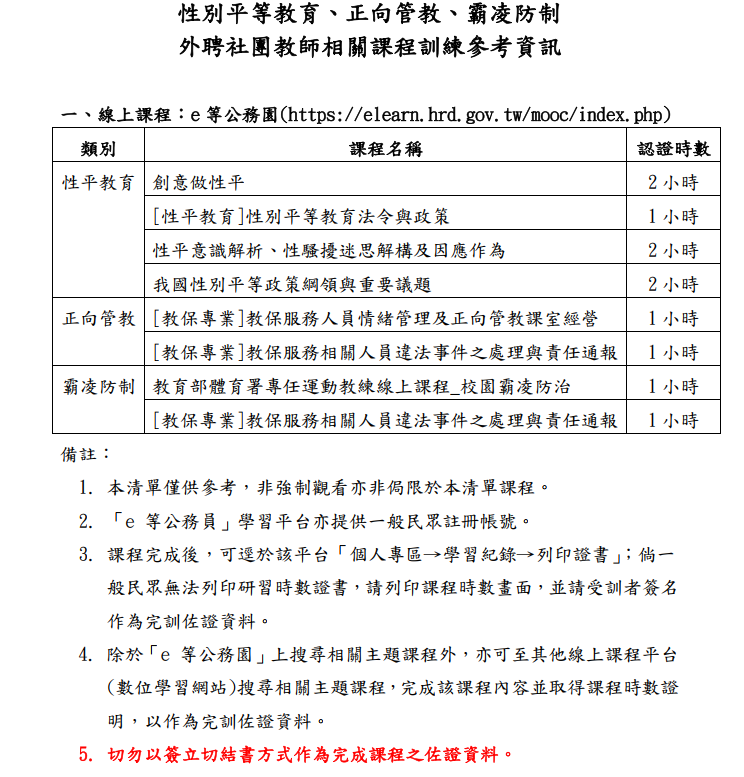 性別平等教育、正向管教、霸凌防制
外聘社團教師相關課程訓練參考資訊
一、線上課程：e 等公務園(https://elearn.hrd.gov.tw/mooc/index.php)
類別 課程名稱 認證時數
性平教育 創意做性平 2 小時
[性平教育]性別平等教育法令與政策 1 小時
性平意識解析、性騷擾迷思解構及因應作為 2 小時
我國性別平等政策綱領與重要議題 2 小時
正向管教 [教保專業]教保服務人員情緒管理及正向管教課室經營 1 小時
[教保專業]教保服務相關人員違法事件之處理與責任通報 1 小時
霸凌防制 教育部體育署專任運動教練線上課程_校園霸凌防治 1 小時
[教保專業]教保服務相關人員違法事件之處理與責任通報 1 小時
備註：
1. 本清單僅供參考，非強制觀看亦非侷限於本清單課程。
2. 「e 等公務員」學習平台亦提供一般民眾註冊帳號。
3. 課程完成後，可逕於該平台「個人專區→學習紀錄→列印證書」；倘一
般民眾無法列印研習時數證書，請列印課程時數畫面，並請受訓者簽名
作為完訓佐證資料。
4. 除於「e 等公務園」上搜尋相關主題課程外，亦可至其他線上課程平台
(數位學習網站)搜尋相關主題課程，完成該課程內容並取得課程時數證
明，以作為完訓佐證資料。
5. 切勿以簽立切結書方式作為完成課程之佐證資料。